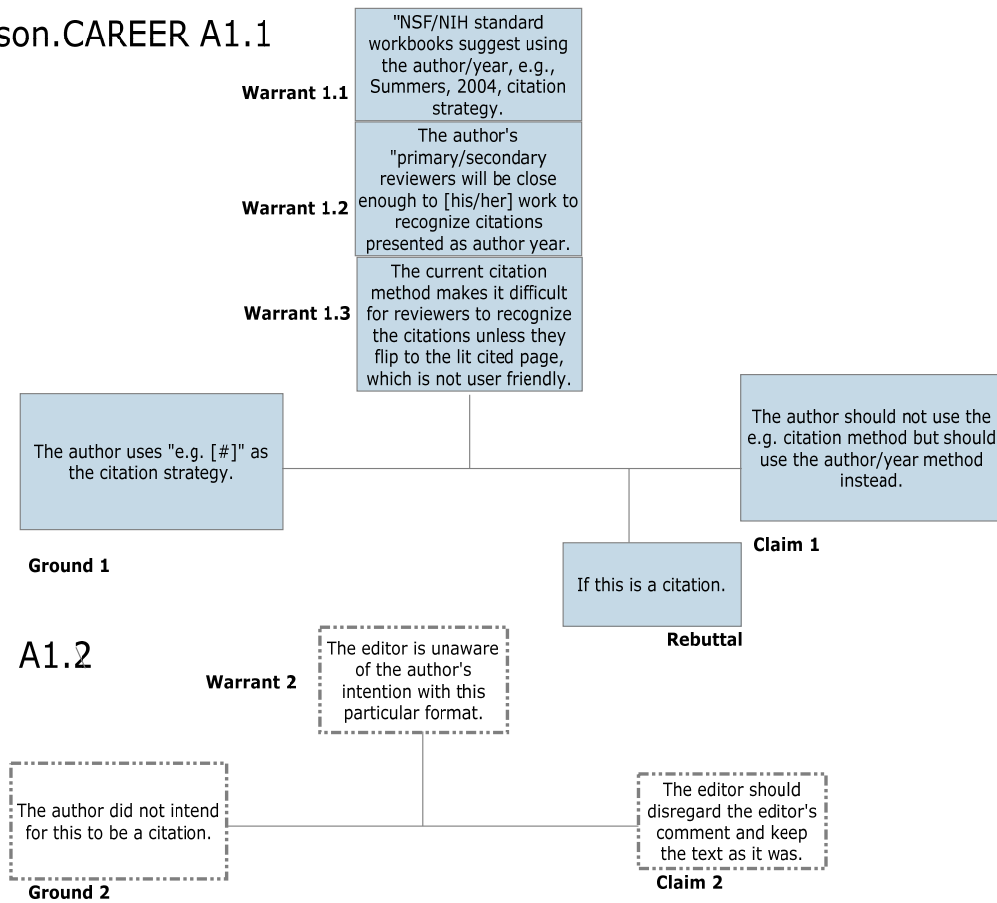 son.CAREER A1.1
Warrant 1.1
"NSF/NIH standard
workbooks suggest using
the author/year, e.g.,
Summers, 2004, citation
strategy.
Warrant 1.2
The author's
"primary/secondary
reviewers will be close
enough to [his/her] work to
recognize citations
presented as author year.
Warrant 1.3
The current citation
method makes it difficult
for reviewers to recognize
the citations unless they
flip to the lit cited page,
which is not user friendly.
The author uses "e.g. [#]" as
the citation strategy.
Ground 1
The author should not use the
e.g. citation method but should
use the author/year method
instead.
Claim 1
If this is a citation.
Rebuttal
A1.2
Warrant 2
The editor is unaware
of the author's
intention with this
particular format.
The author did not intend
for this to be a citation.
Ground 2
The editor should
disregard the editor's
comment and keep
the text as it was.
Claim 2